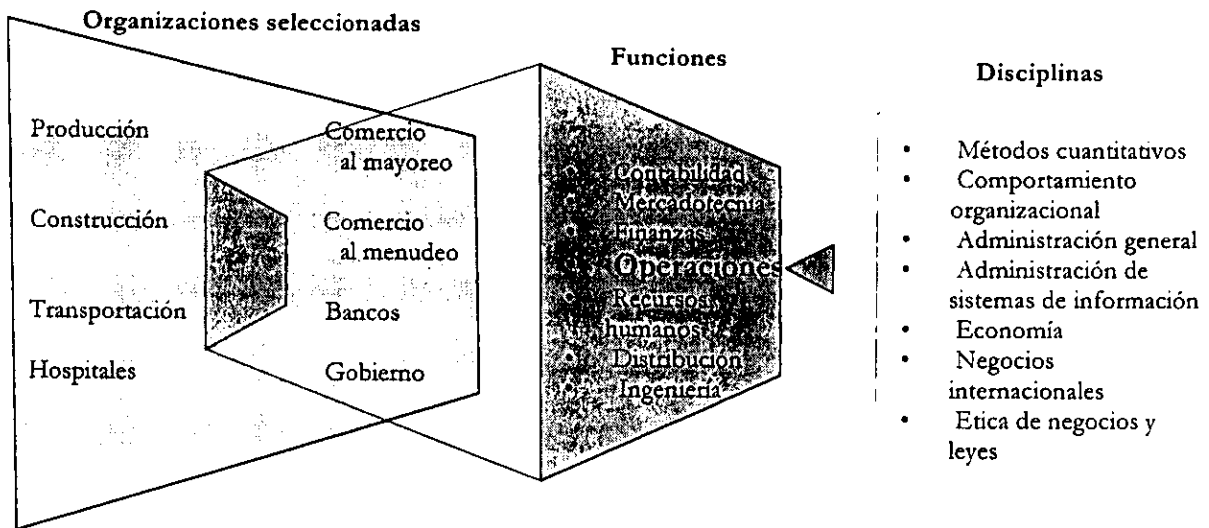 Organizaciones seleccionadas
Producción
Construcción
Transportación
Hospitales
Comercio
al mayoreo
Comercio
al menudeo
Bancos
Gobierno
Funciones
• Contabilidad
• Mercadotecnia
• Finanzas
• Operaciones
• Recursos
humanos
• Distribución
• Ingeniería
Disciplinas
• Métodos cuantitativos
• Comportamiento
organizacional
• Administración general
• Administración de
sistemas de información
• Economía
• Negocios
internacionales
• Etica de negocios y
leyes